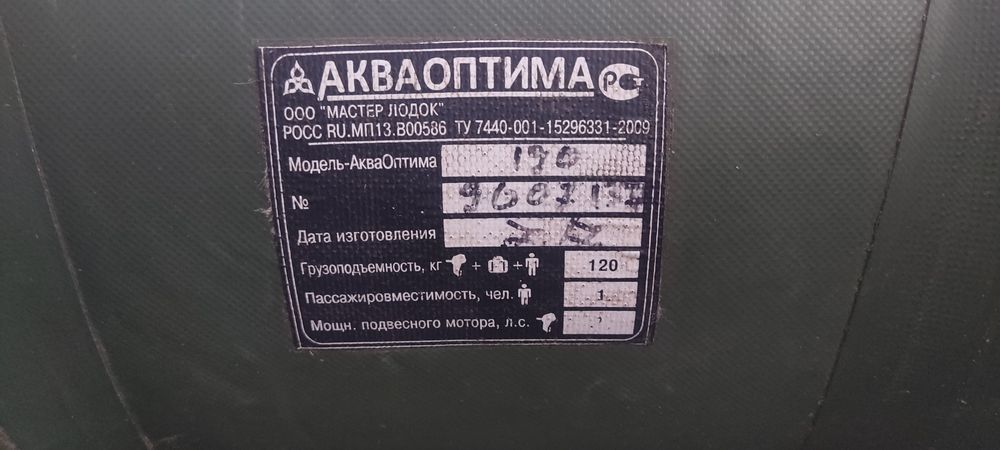 АКВАОПТИМА РСТ
ООО "МАСТЕР ЛОДОК"
РОСС RU.МП13.В00586 ТУ 7440-001-15296331-2009
Модель-АкваОптима 190
№
Дата изготовления
Грузоподъемность, кг + + 120
Пассажировместимость, чел. 1
Мощн. подвесного мотора, л.с.